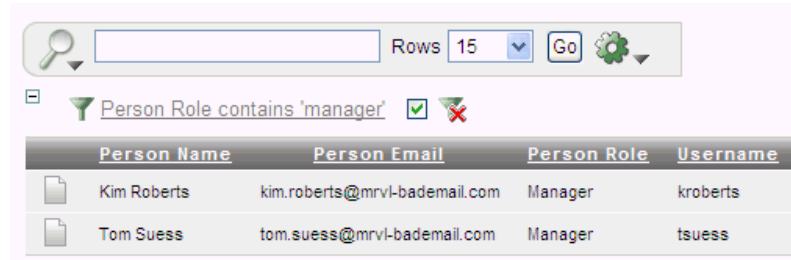 Rows 15 Go
Person Role contains 'manager'
Person Name Person Email Person Role Username
Kim Roberts kim.roberts@mrvl-bademail.com Manager kroberts
Tom Suess tom.suess@mrvl-bademail.com Manager tsuess